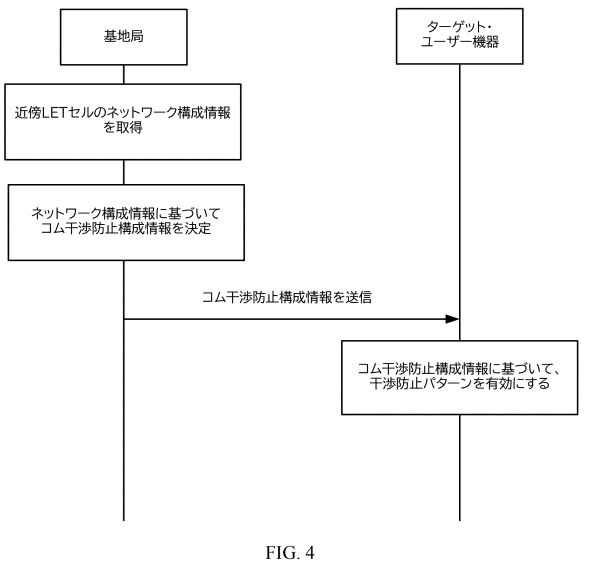 基地局
ターゲット・
ユーザー機器
近傍LETセルのネットワーク構成情報
を取得
ネットワーク構成情報に基づいて
コム干渉防止構成情報を決定
コム干渉防止構成情報を送信
コム干渉防止構成情報に基づいて、
干渉防止パターンを有効にする
FIG. 4